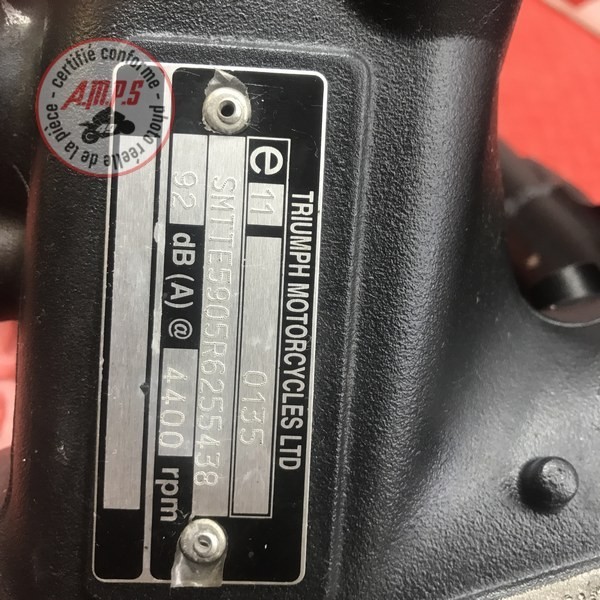 TRIUMPH MOTORCYCLES LTD
e 11 0135
SMTTE5905R6255438
92 dB (A) @ 4400 rpm
certifié conforme - photo réelle de la pièce -
A.M.P.S